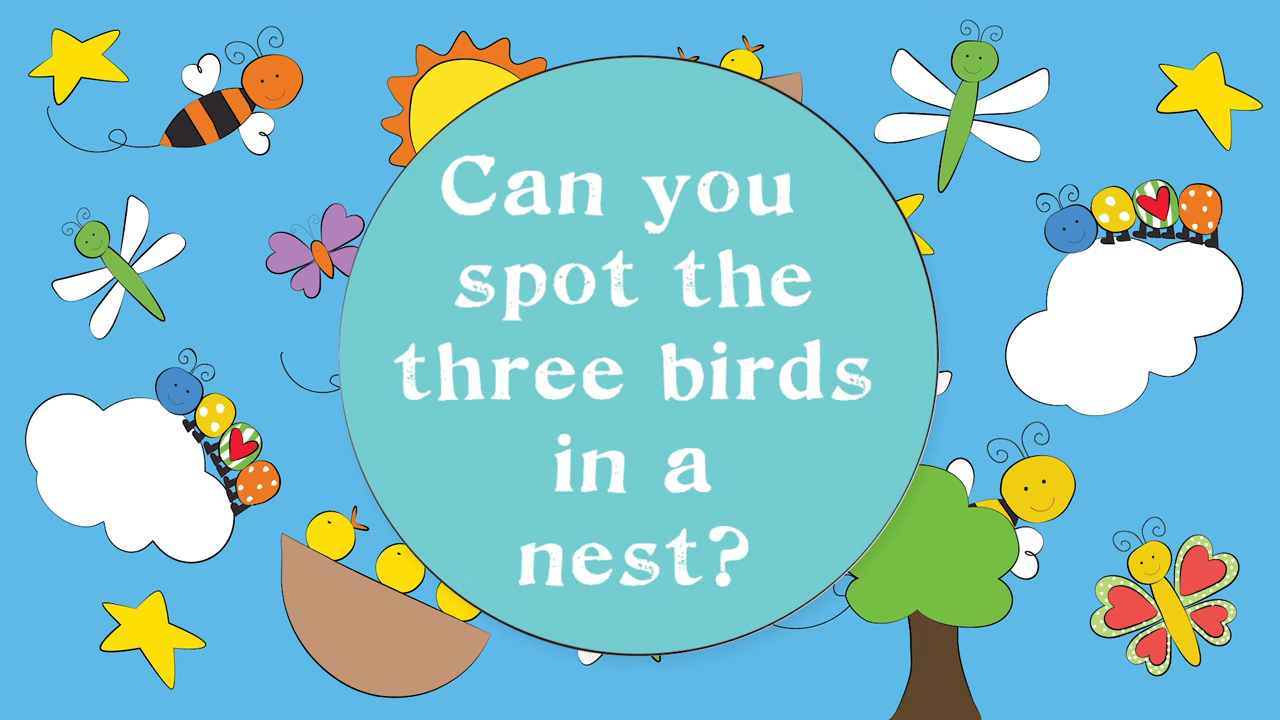 Can you
spot the
three birds
in a
nest?